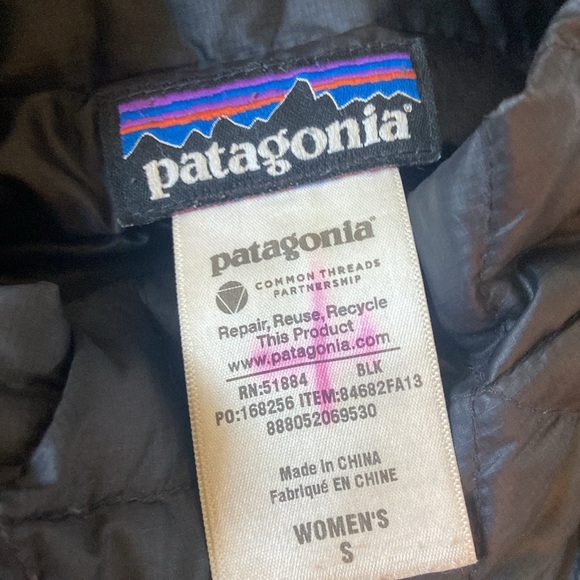 patagonia®
patagonia®
COMMON THREADS
PARTNERSHIP
Repair, Reuse, Recycle
This Product
www.patagonia.com
RN:51884 BLK
PO:168256 ITEM:84682FA13
888052069530
Made in CHINA
Fabriqué EN CHINE
WOMEN'S
S